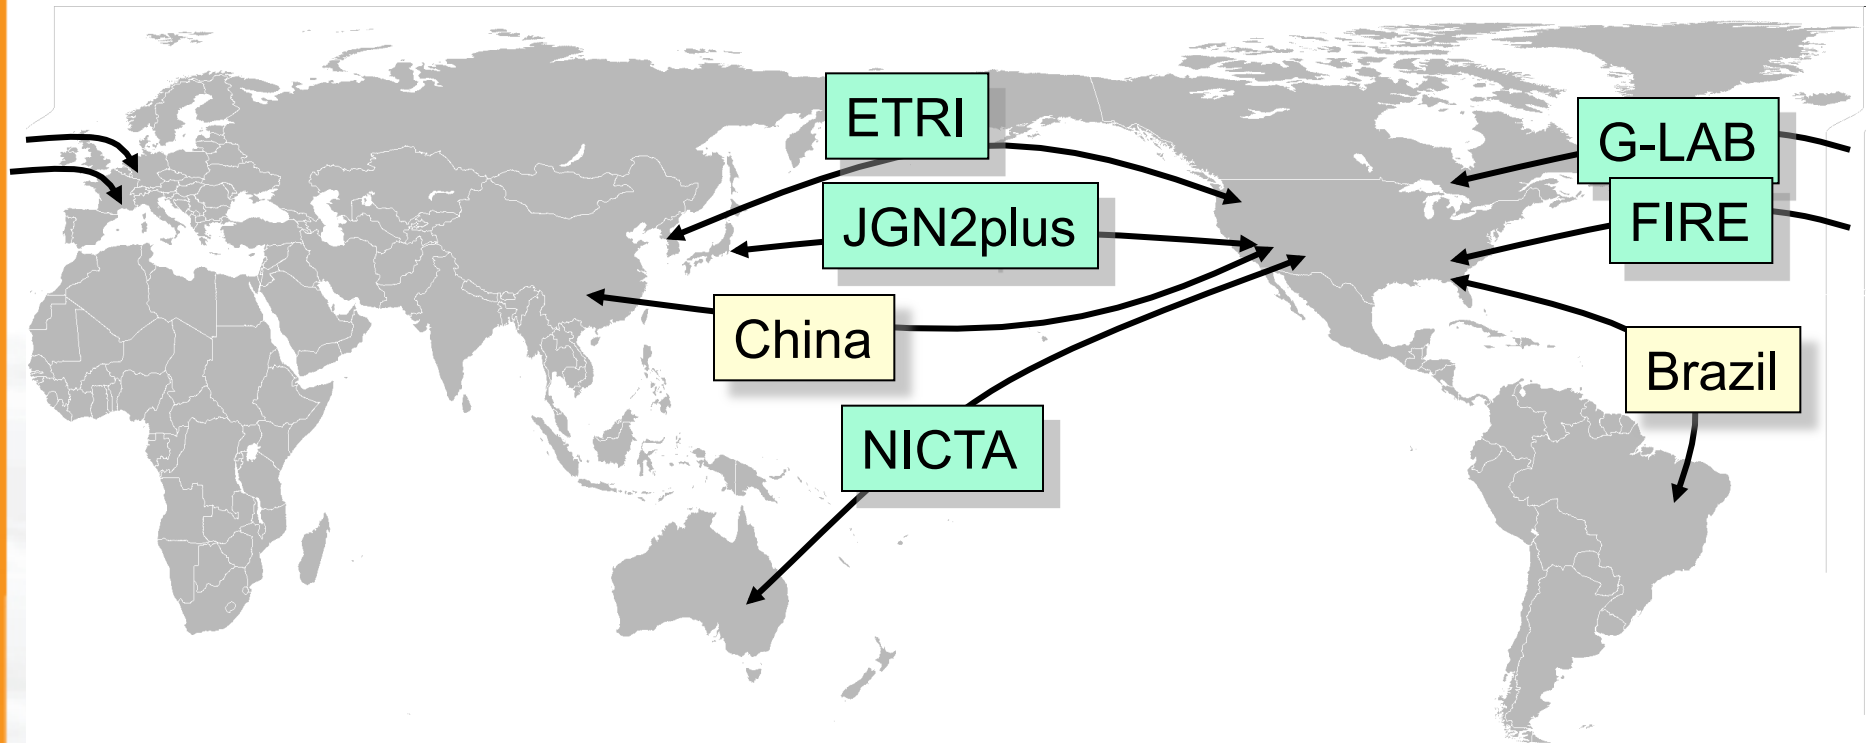 ETRI
G-LAB
JGN2plus
FIRE
China
Brazil
NICTA